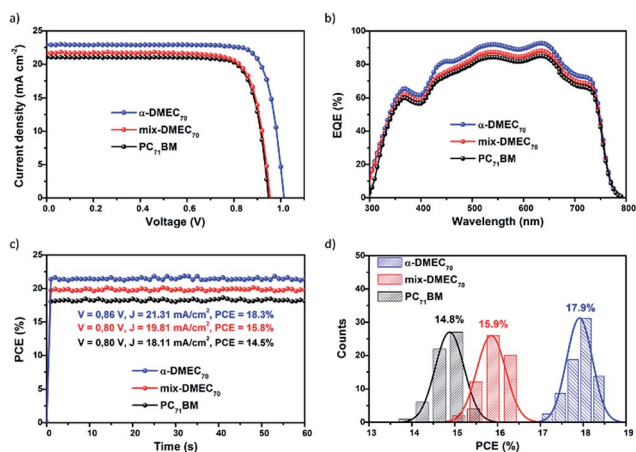 a)
Current density (mA cm⁻²)
25
20
15
10
5
0
α-DMEC₇₀
mix-DMEC₇₀
PC₇₁BM
0.0 0.2 0.4 0.6 0.8 1.0
Voltage (V)
b)
EQE (%)
100
80
60
40
20
0
α-DMEC₇₀
mix-DMEC₇₀
PC₇₁BM
300 400 500 600 700 800
Wavelength (nm)
c)
PCE (%)
25
20
15
10
5
0
V = 0,86 V, J = 21.31 mA/cm², PCE = 18.3%
V = 0.80 V, J = 19.81 mA/cm², PCE = 15.8%
V = 0.80 V, J = 18.11 mA/cm², PCE = 14.5%
α-DMEC₇₀
mix-DMEC₇₀
PC₇₁BM
0 10 20 30 40 50 60
Time (s)
d)
Counts
50
40
30
20
10
0
α-DMEC₇₀
mix-DMEC₇₀
PC₇₁BM
14.8% 15.9% 17.9%
13 14 15 16 17 18 19
PCE (%)